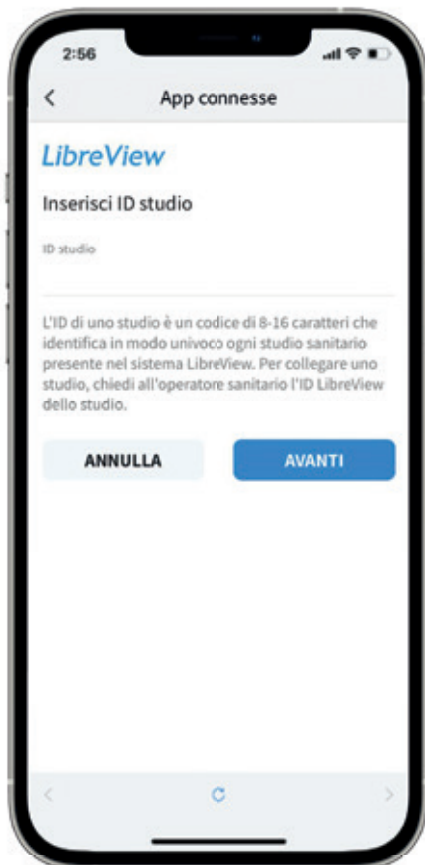 2:56
App connesse
LibreView
Inserisci ID studio
ID studio
L'ID di uno studio è un codice di 8-16 caratteri che
identifica in modo univoco ogni studio sanitario
presente nel sistema LibreView. Per collegare uno
studio, chiedi all'operatore sanitario l'ID LibreView
dello studio.
ANNULLA AVANTI